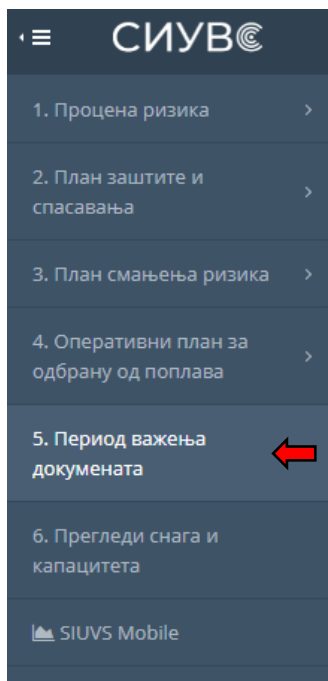 СИУВС
1. Процена ризика
2. План заштите и
спасавања
3. План смањења ризика
4. Оперативни план за
одбрану од поплава
5. Период важења
докумената
6. Прегледи снага и
капацитета
SIUVS Mobile